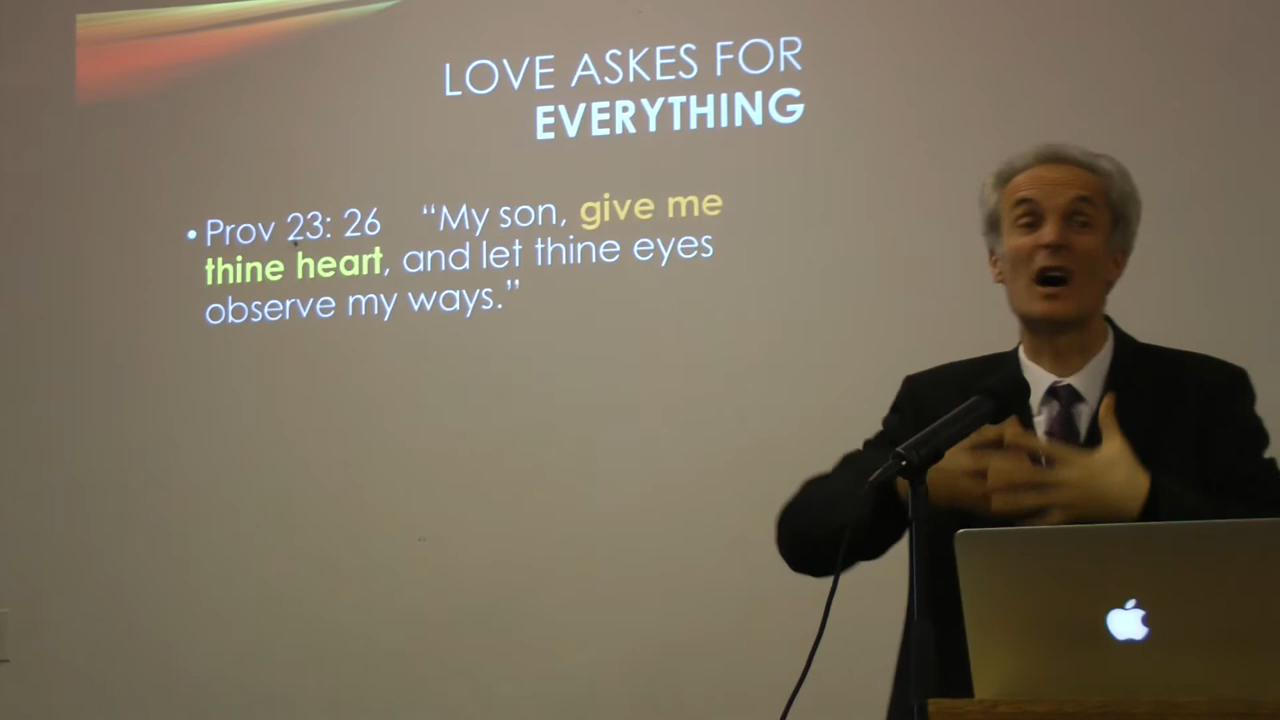 LOVE ASKES FOR
EVERYTHING
• Prov 23: 26 “My son, give me
thine heart, and let thine eyes
observe my ways.”